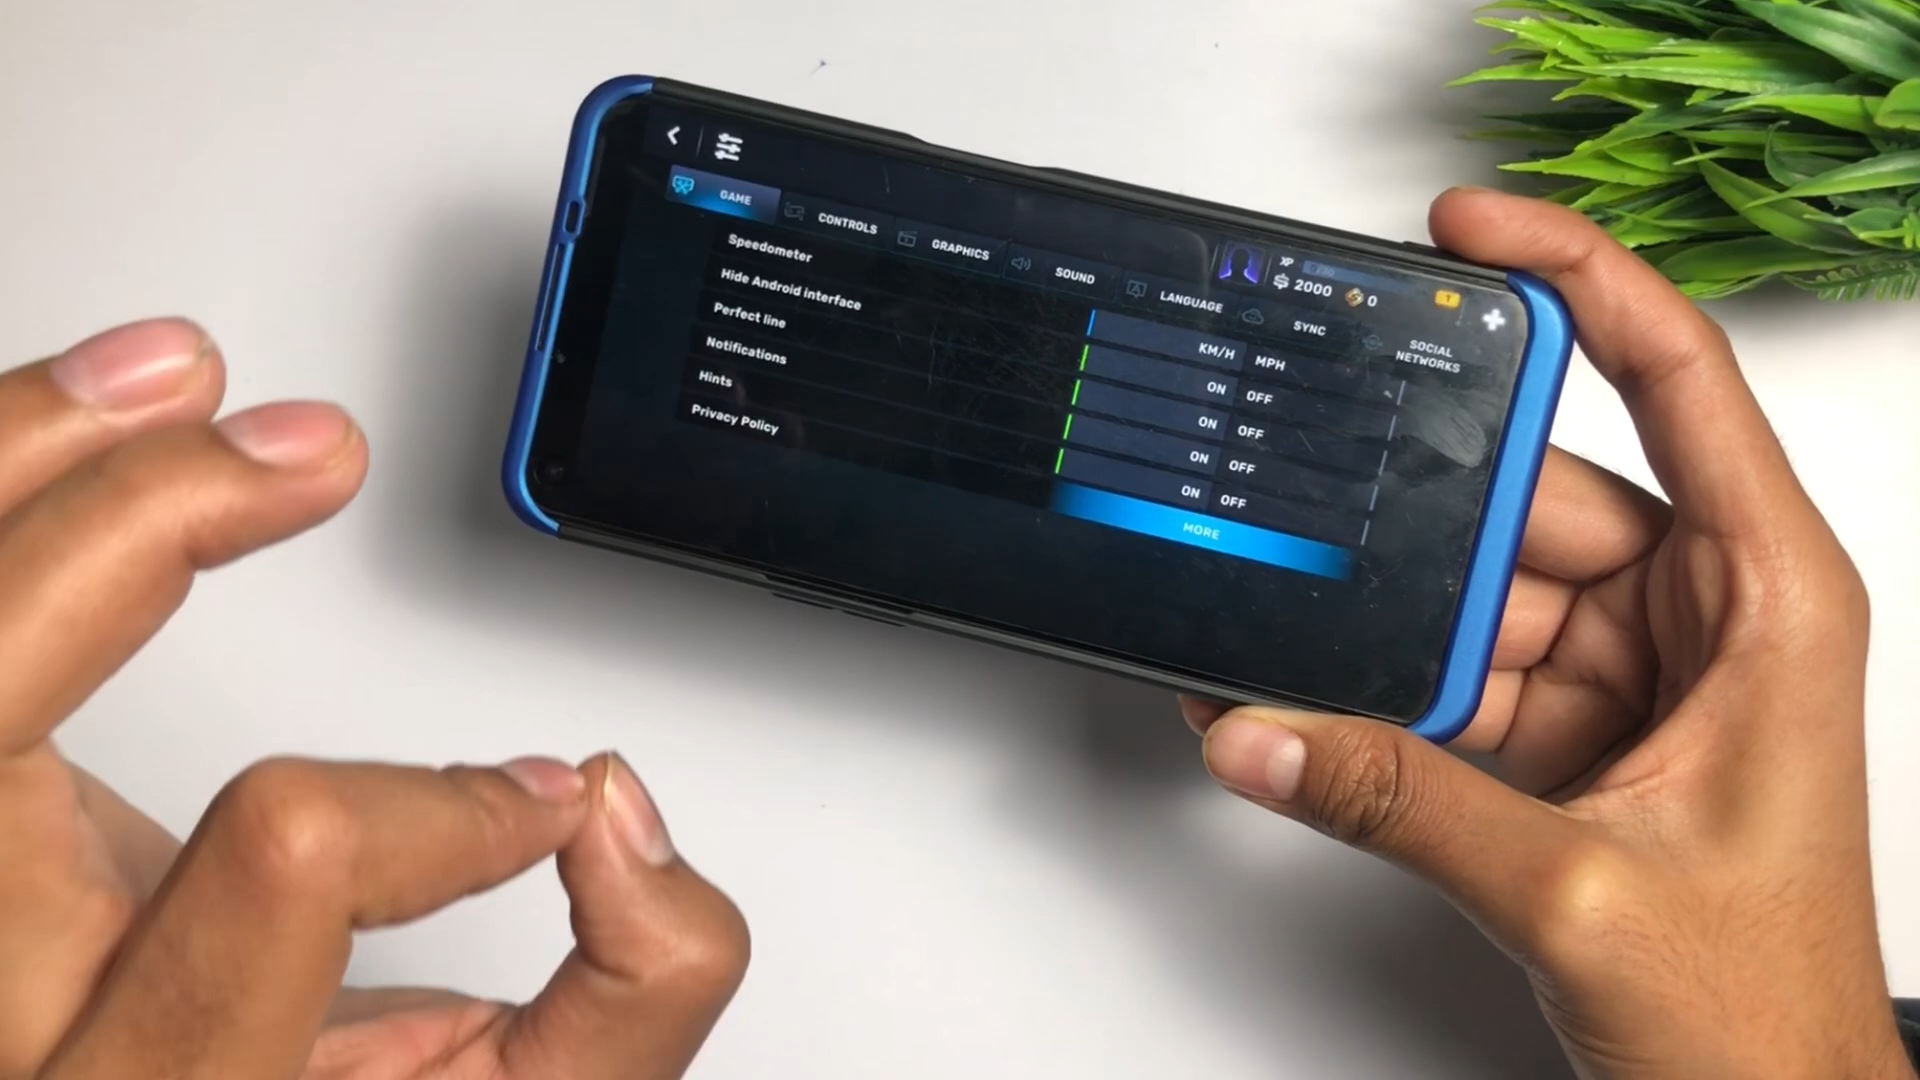 GAME
CONTROLS
GRAPHICS
SOUND
LANGUAGE
SYNC
SOCIAL
NETWORKS
XP
2000 0
Speedometer
KM/H MPH
Hide Android interface
ON OFF
Perfect line
ON OFF
Notifications
ON OFF
Hints
ON OFF
Privacy Policy
MORE